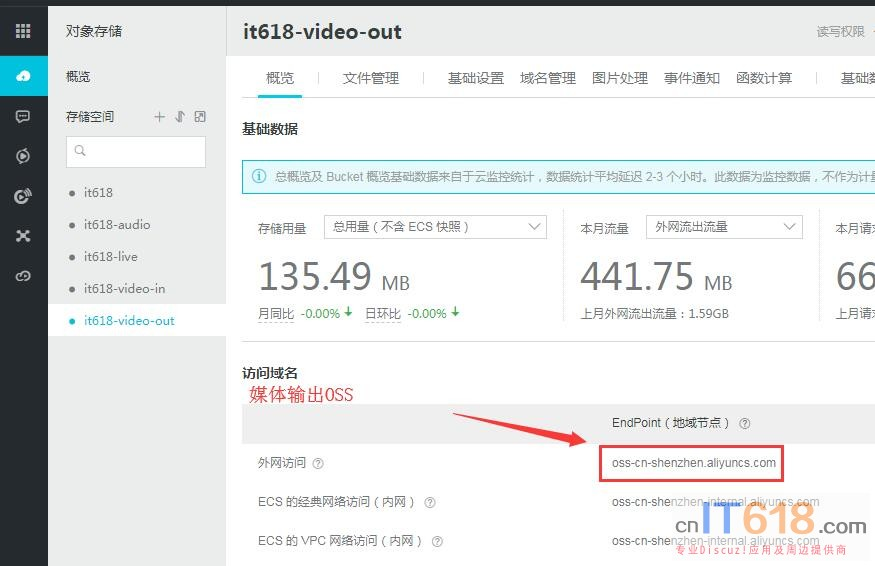 对象存储
it618-video-out
读写权限
概览
概览
文件管理
基础设置
域名管理
图片处理
事件通知
函数计算
基础数
存储空间
基础数据
总概览及 Bucket 概览基础数据来自于云监控统计，数据统计平均延迟 2-3 个小时。此数据为监控数据，不作为计量
it618
it618-audio
it618-live
it618-video-in
it618-video-out
存储用量
总用量（不含 ECS 快照）
本月流量
外网流出流量
本月请求
135.49 MB
441.75 MB
66
月同比 -0.00%
日环比 -0.00%
上月外网流出流量：1.59GB
上月请
访问域名
媒体输出OSS
EndPoint（地域节点）
外网访问
oss-cn-shenzhen.aliyuncs.com
ECS 的经典网络访问（内网）
oss-cn-shenzhen-internal.aliyuncs.com
ECS 的 VPC 网络访问（内网）
oss-cn-shenzhen-internal.aliyuncs.com
cnIT618.com
专业Discuz!应用及周边提供商